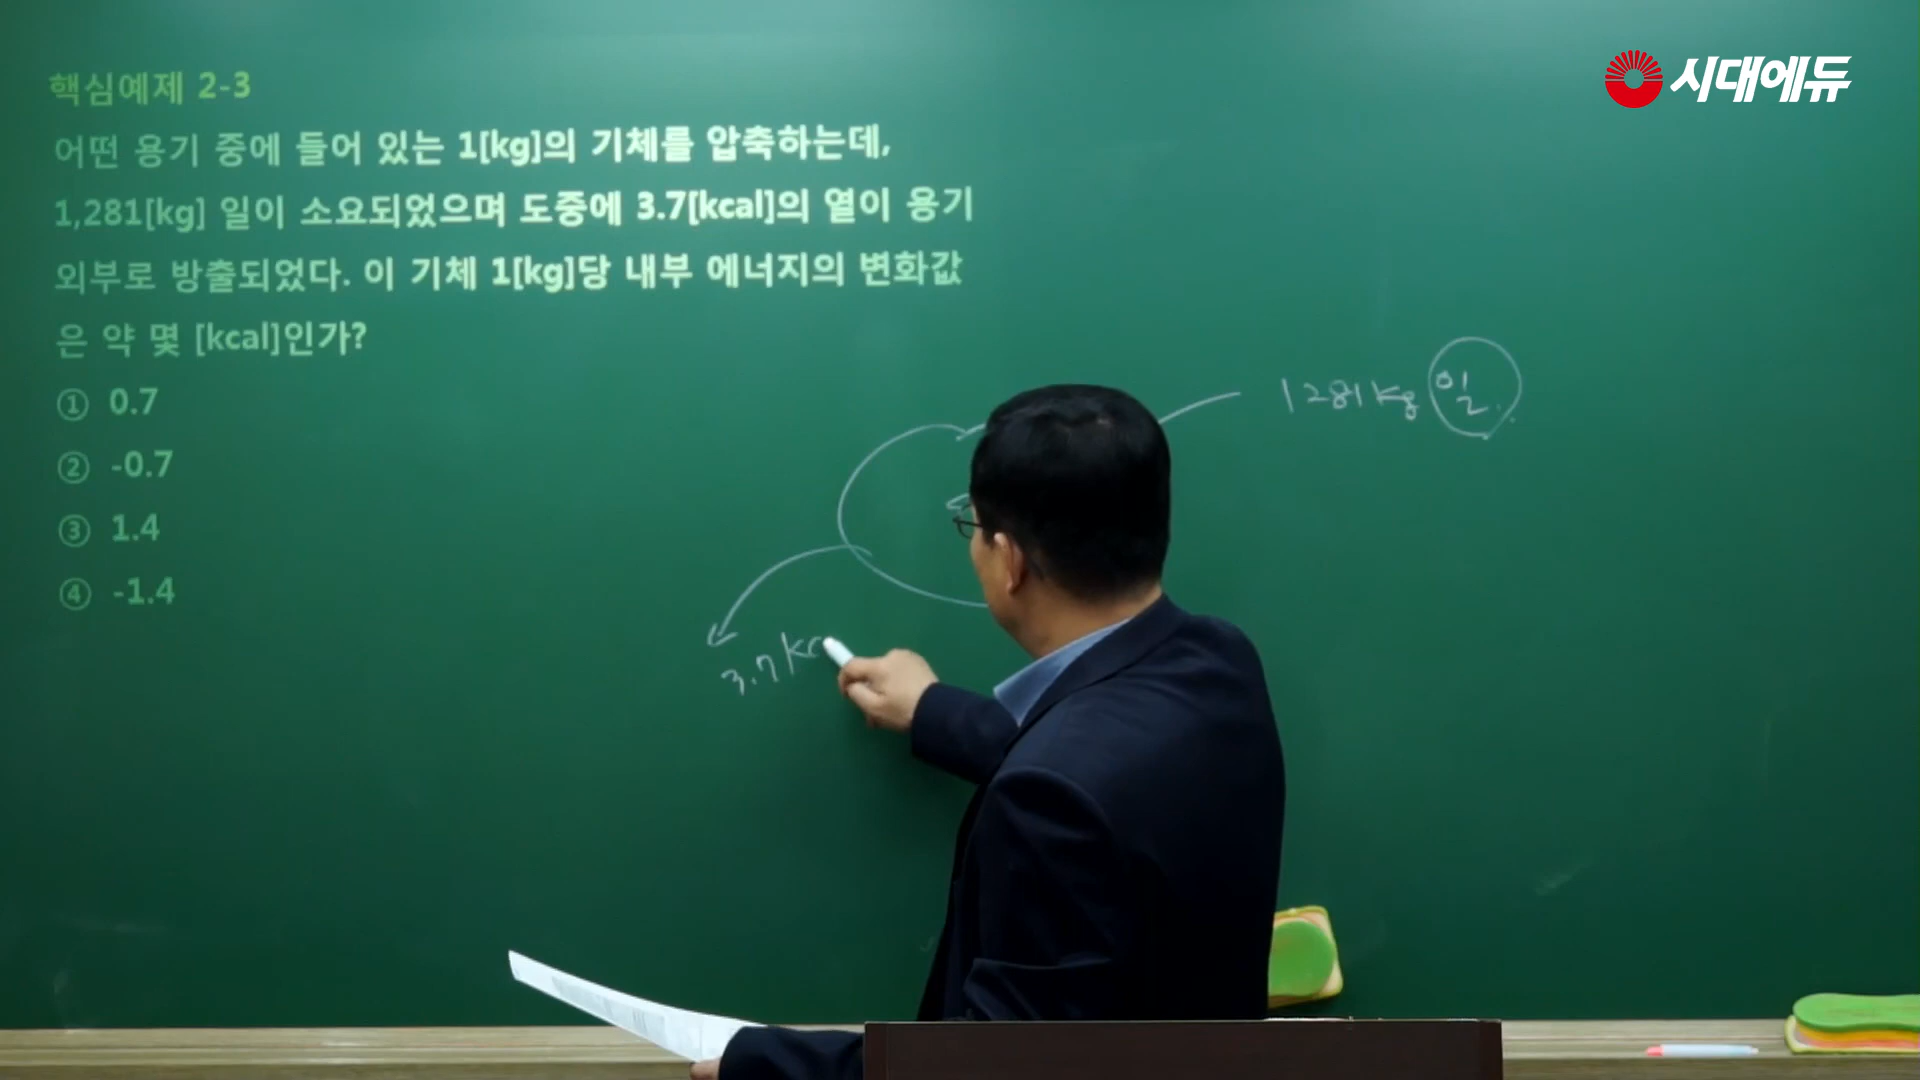 핵심예제 2-3
어떤 용기 중에 들어 있는 1[kg]의 기체를 압축하는데,
1,281[kg] 일이 소요되었으며 도중에 3.7[kcal]의 열이 용기
외부로 방출되었다. 이 기체 1[kg]당 내부 에너지의 변화값
은 약 몇 [kcal]인가?
① 0.7
② -0.7
③ 1.4
④ -1.4
시대에듀
1281kg 일
3.7 kc